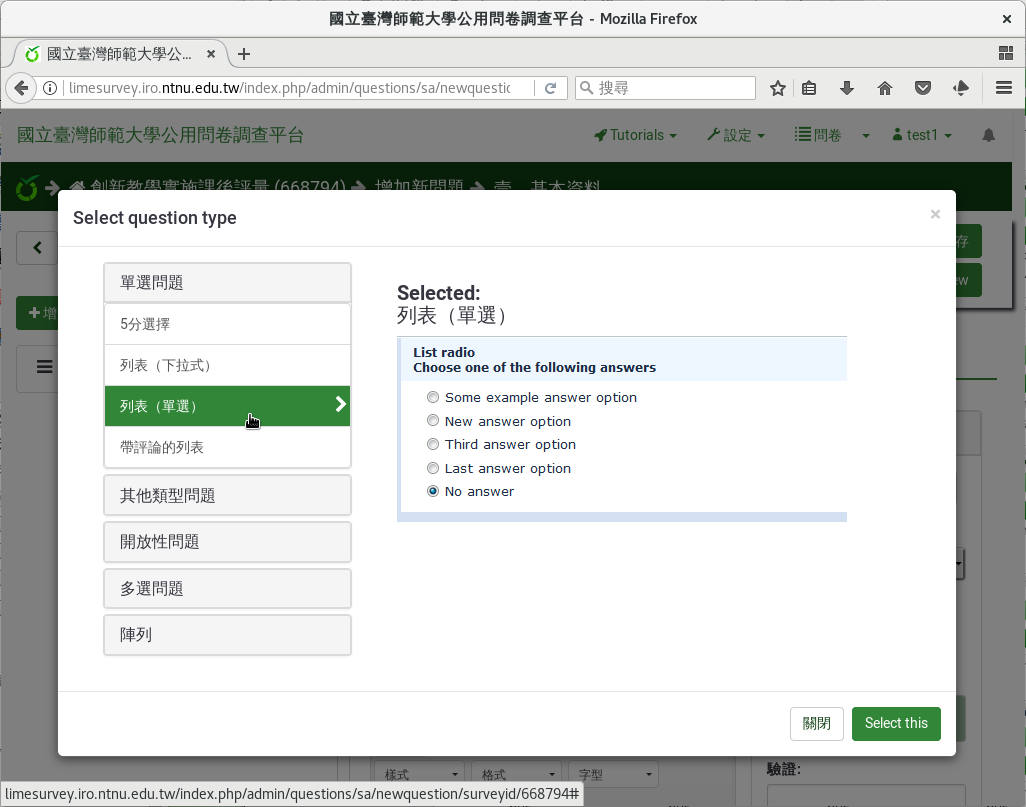 國立臺灣師範大學公用問卷調查平台 - Mozilla Firefox
國立臺灣師範大學公...
limesurvey.iro.ntnu.edu.tw/index.php/admin/questions/sa/newquestic
搜尋
國立臺灣師範大學公用問卷調查平台
Tutorials
設定
問卷
test1
創新教學實施課後評量 (668794)
增加新問題
壹、基本資料
存
ew
增
Select question type
×
單選問題
5分選擇
列表（下拉式）
列表（單選）
帶評論的列表
其他類型問題
開放性問題
多選問題
陣列
Selected:
列表（單選）
List radio
Choose one of the following answers
Some example answer option
New answer option
Third answer option
Last answer option
No answer
關閉
Select this
樣式
格式
字型
驗證:
limesurvey.iro.ntnu.edu.tw/index.php/admin/questions/sa/newquestion/surveyid/668794#